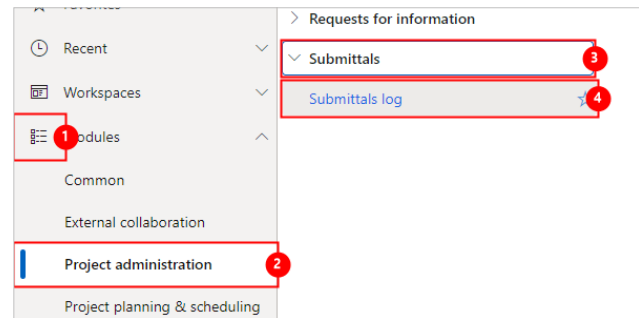 Recent
Workspaces
1 odules
Common
External collaboration
Project administration 2
Project planning & scheduling
Requests for information
Submittals 3
Submittals log 4